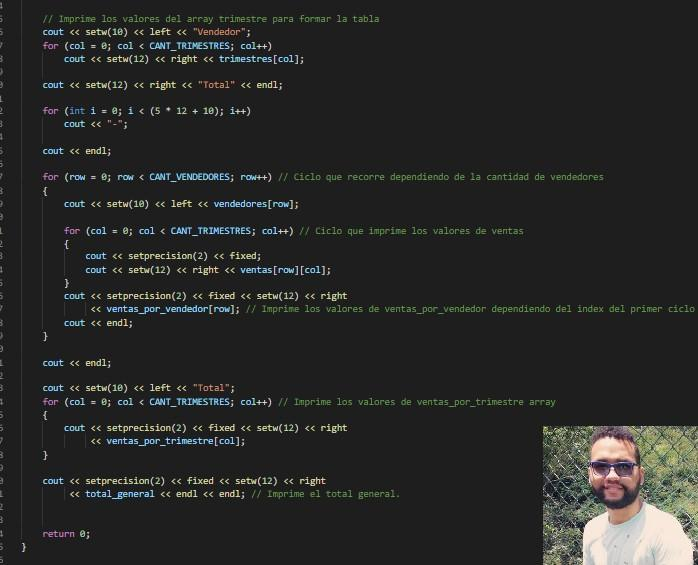 // Imprime los valores del array trimestre para formar la tabla
cout << setw(10) << left << "Vendedor";
for (col = 0; col < CANT_TRIMESTRES; col++)
cout << setw(12) << right << trimestres[col];
cout << setw(12) << right << "Total" << endl;
for (int i = 0; i < (5 * 12 + 10); i++)
cout << "-";
cout << endl;
for (row = 0; row < CANT_VENDEDORES; row++) // Ciclo que recorre dependiendo de la cantidad de vendedores
{
cout << setw(10) << left << vendedores[row];
for (col = 0; col < CANT_TRIMESTRES; col++) // Ciclo que imprime los valores de ventas
{
cout << setprecision(2) << fixed;
cout << setw(12) << right << ventas[row][col];
}
cout << setprecision(2) << fixed << setw(12) << right
<< ventas_por_vendedor[row]; // Imprime los valores de ventas_por_vendedor dependiendo del index del primer ciclo
cout << endl;
}
cout << endl;
cout << setw(10) << left << "Total";
for (col = 0; col < CANT_TRIMESTRES; col++) // Imprime los valores de ventas_por_trimestre array
{
cout << setprecision(2) << fixed << setw(12) << right
<< ventas_por_trimestre[col];
}
cout << setprecision(2) << fixed << setw(12) << right
<< total_general << endl << endl; // Imprime el total general.
return 0;
}